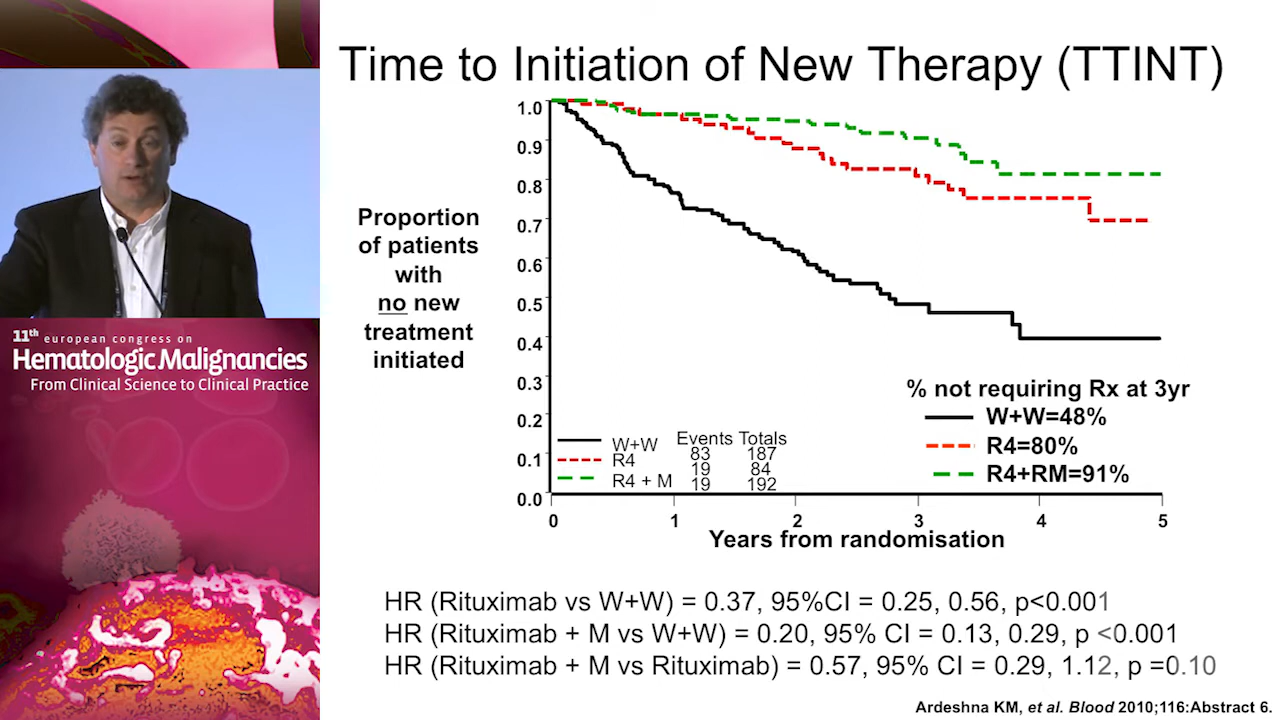 Time to Initiation of New Therapy (TTINT)
Proportion
of patients
with
no new
treatment
initiated
1.0
0.9
0.8
0.7
0.6
0.5
0.4
0.3
0.2
0.1
0.0
0 1 2 3 4 5
Years from randomisation
Events Totals
W+W 83 187
R4 19 84
R4 + M 19 192
% not requiring Rx at 3yr
W+W=48%
R4=80%
R4+RM=91%
HR (Rituximab vs W+W) = 0.37, 95%CI = 0.25, 0.56, p<0.001
HR (Rituximab + M vs W+W) = 0.20, 95% CI = 0.13, 0.29, p <0.001
HR (Rituximab + M vs Rituximab) = 0.57, 95% CI = 0.29, 1.12, p =0.10
Ardeshna KM, et al. Blood 2010;116:Abstract 6.
11th european congress on
Hematologic Malignancies
From Clinical Science to Clinical Practice